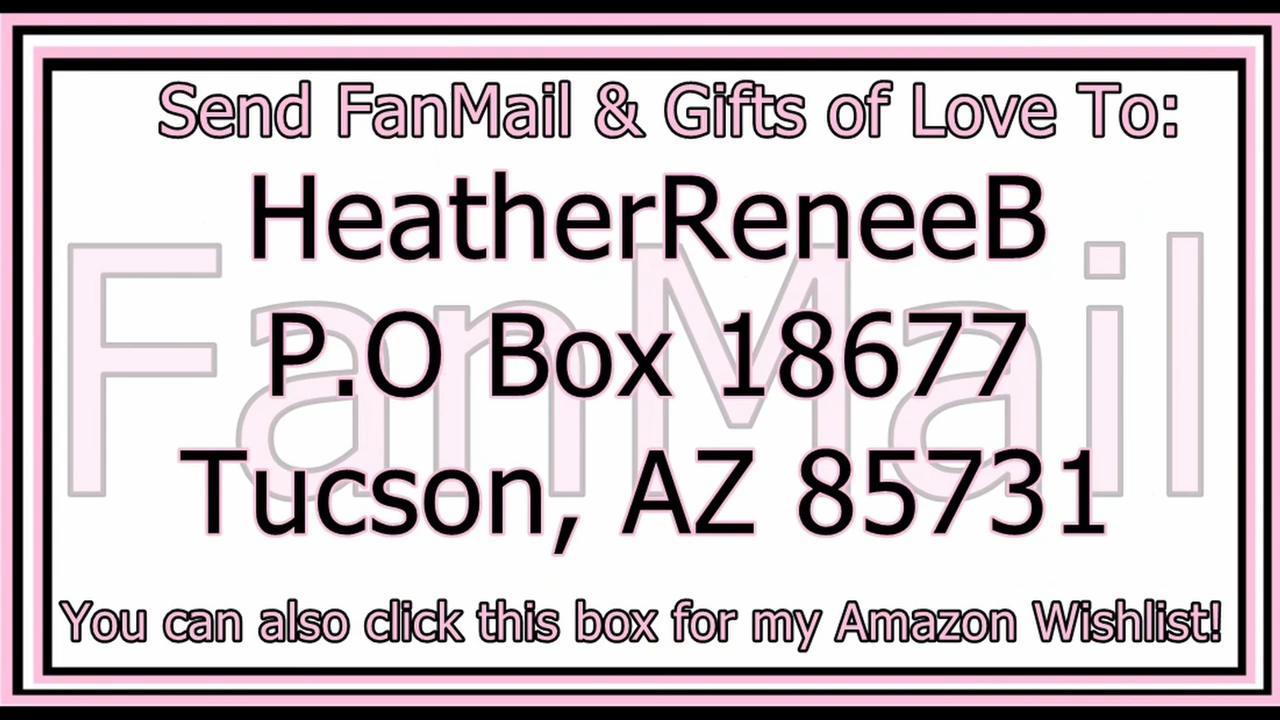 Send FanMail & Gifts of Love To:
HeatherReneeB
FanMail
P.O Box 18677
Tucson, AZ 85731
You can also click this box for my Amazon Wishlist!